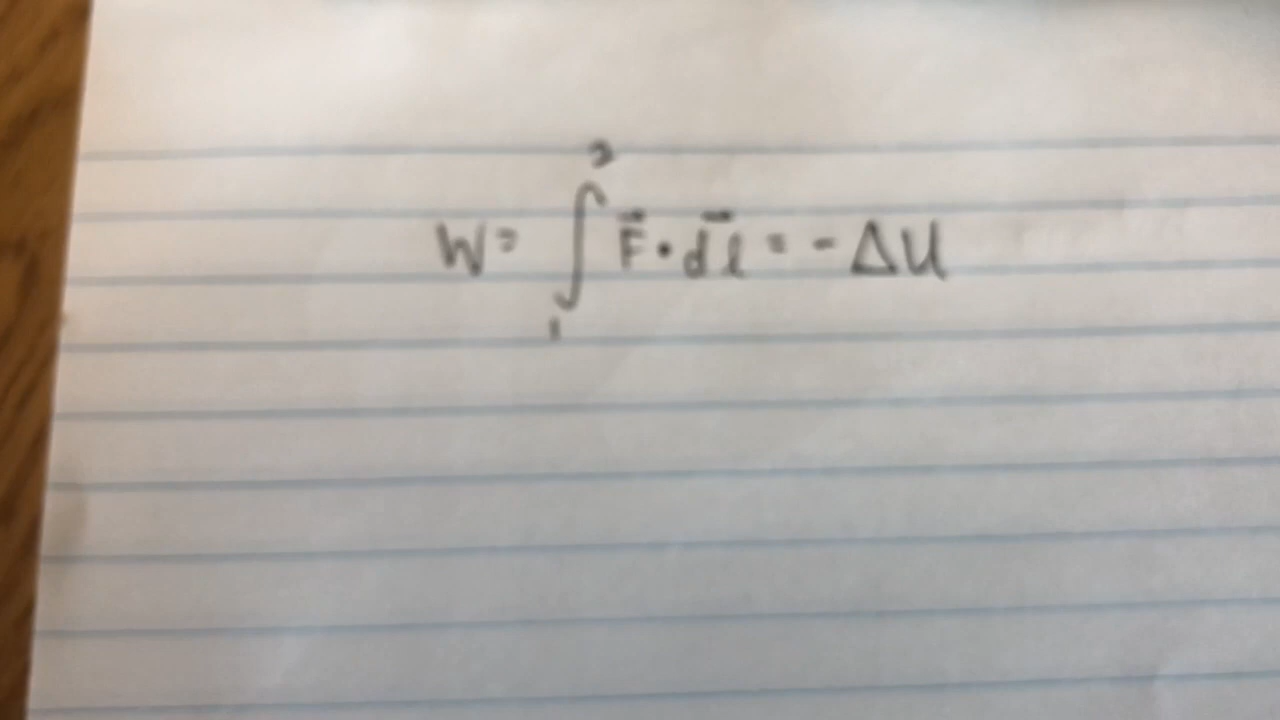 W = ∫₁² F⃗ · dl⃗ = - ΔU